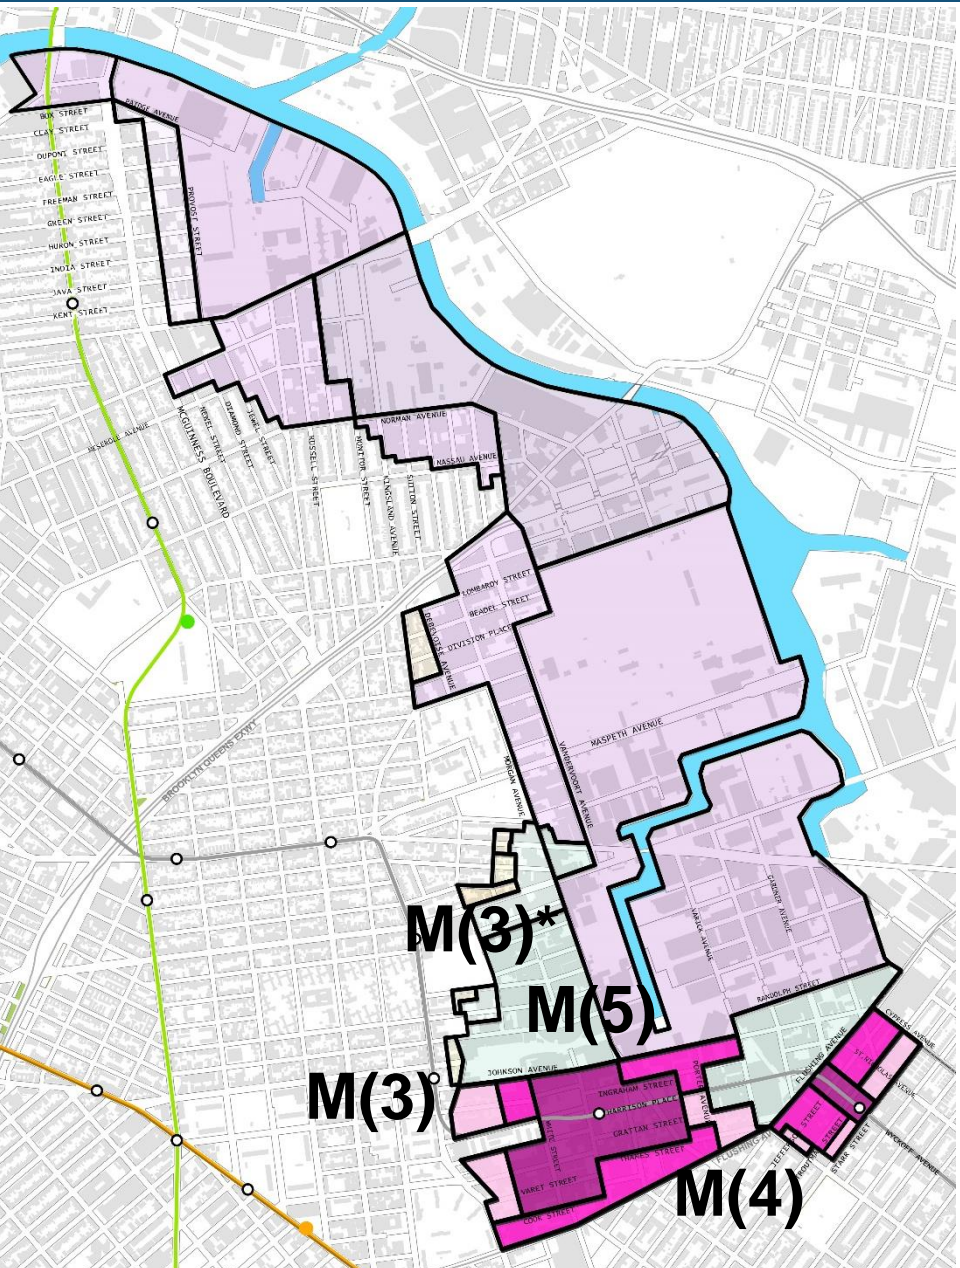 PAIDGE AVENUE
BOX STREET
CLAY STREET
DUPONT STREET
EAGLE STREET
FREEMAN STREET
GREEN STREET
HURON STREET
INDIA STREET
JAVA STREET
KENT STREET
PROVOST STREET
MESEROLE AVENUE
MCGUINNESS BOULEVARD
NEWEL STREET
DIAMOND STREET
JEWEL STREET
RUSSELL STREET
MONITOR STREET
KINGSLAND AVENUE
SUTTON STREET
NORMAN AVENUE
NASSAU AVENUE
LOMBARDY STREET
BEADEL STREET
DIVISION PLACE
DEBEVOISE AVENUE
BROOKLYN QUEENS EXWY
MASPETH AVENUE
VANDERVOORT AVENUE
MORGAN AVENUE
GARDNER AVENUE
VARICK AVENUE
M(3)*
M(5)
RANDOLPH STREET
CYPRESS AVENUE
FLUSHING AVENUE
ST NICHOLAS AVENUE
WYCKOFF AVENUE
JOHNSON AVENUE
M(3)
INGRAHAM STREET
HARRISON PLACE
GRATTAN STREET
THAMES STREET
PORTER AVENUE
WHITE STREET
VARET STREET
COOK STREET
FLUSHING AV
STREET
STARR STREET
M(4)